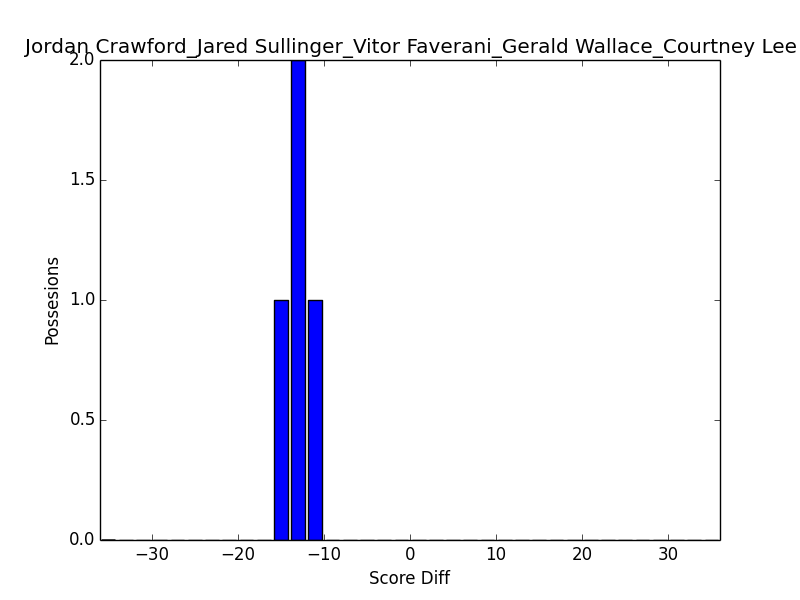 Jordan Crawford_Jared Sullinger_Vitor Faverani_Gerald Wallace_Courtney Lee
2.0
1.5
1.0
0.5
0.0
Possesions
−30 −20 −10 0 10 20 30
Score Diff